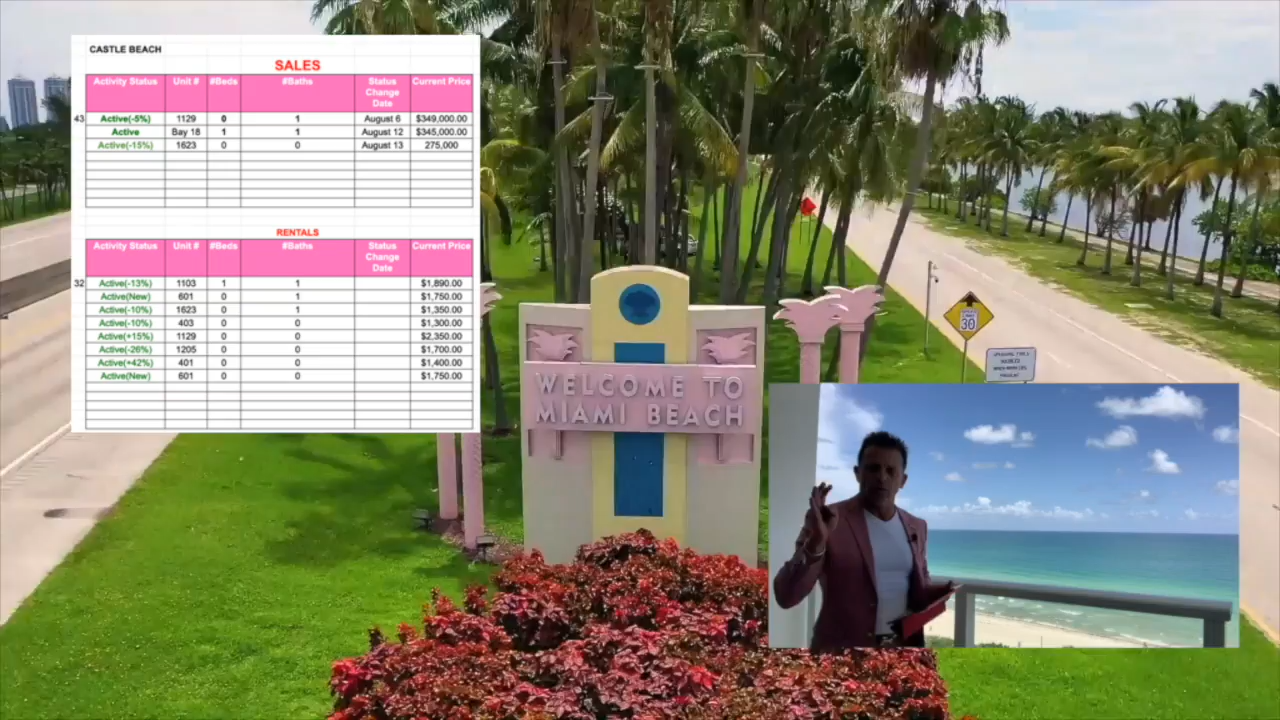 CASTLE BEACH
SALES
Activity Status Unit # #Beds #Baths Status Change Date Current Price
43 Active(-5%) 1129 0 1 August 6 $349,000.00
Active Bay 18 1 1 August 12 $345,000.00
Active(-15%) 1623 0 0 August 13 275,000
RENTALS
Activity Status Unit # #Beds #Baths Status Change Date Current Price
32 Active(-13%) 1103 1 1 $1,890.00
Active(New) 601 0 1 $1,750.00
Active(-10%) 1623 0 1 $1,350.00
Active(-10%) 403 0 0 $1,300.00
Active(+15%) 1129 0 0 $2,350.00
Active(-26%) 1205 0 0 $1,700.00
Active(+42%) 401 0 0 $1,400.00
Active(New) 601 0 0 $1,750.00
WELCOME TO
MIAMI BEACH
30